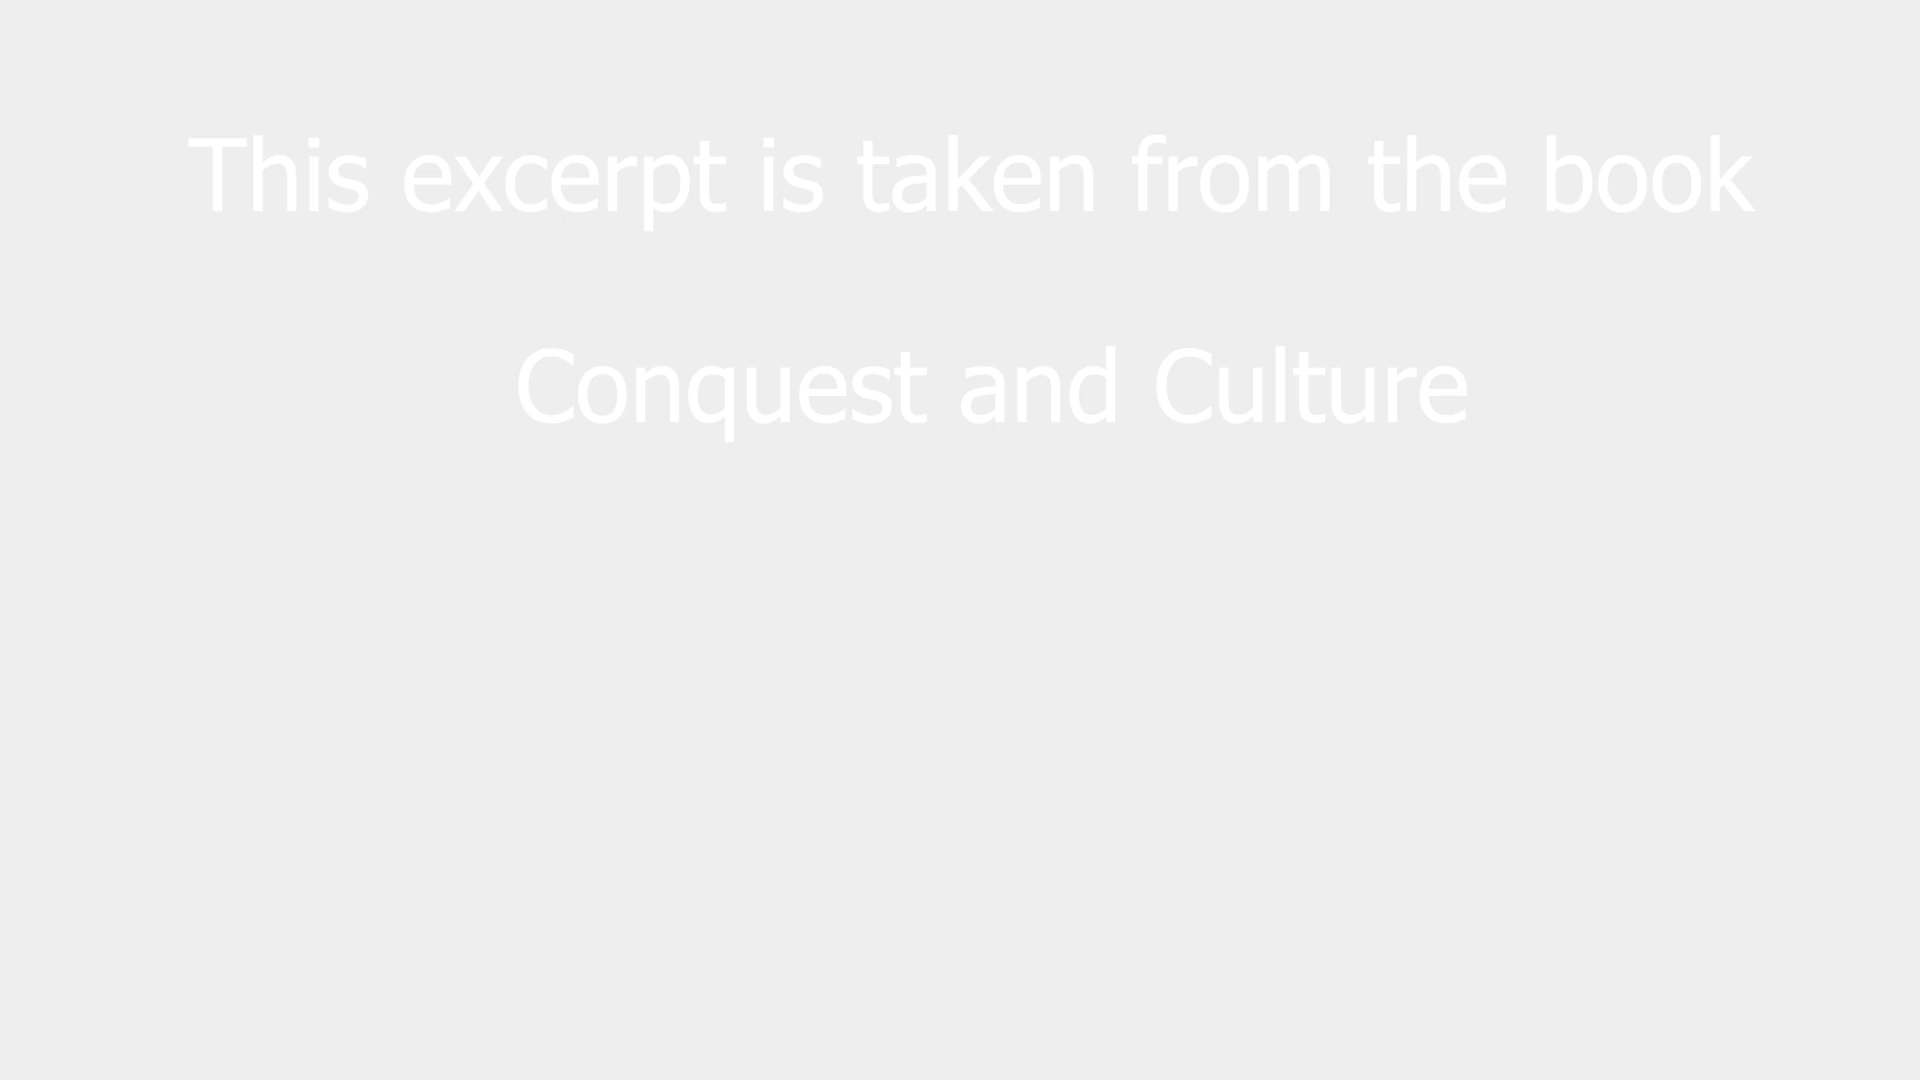 This excerpt is taken from the book
Conquest and Culture